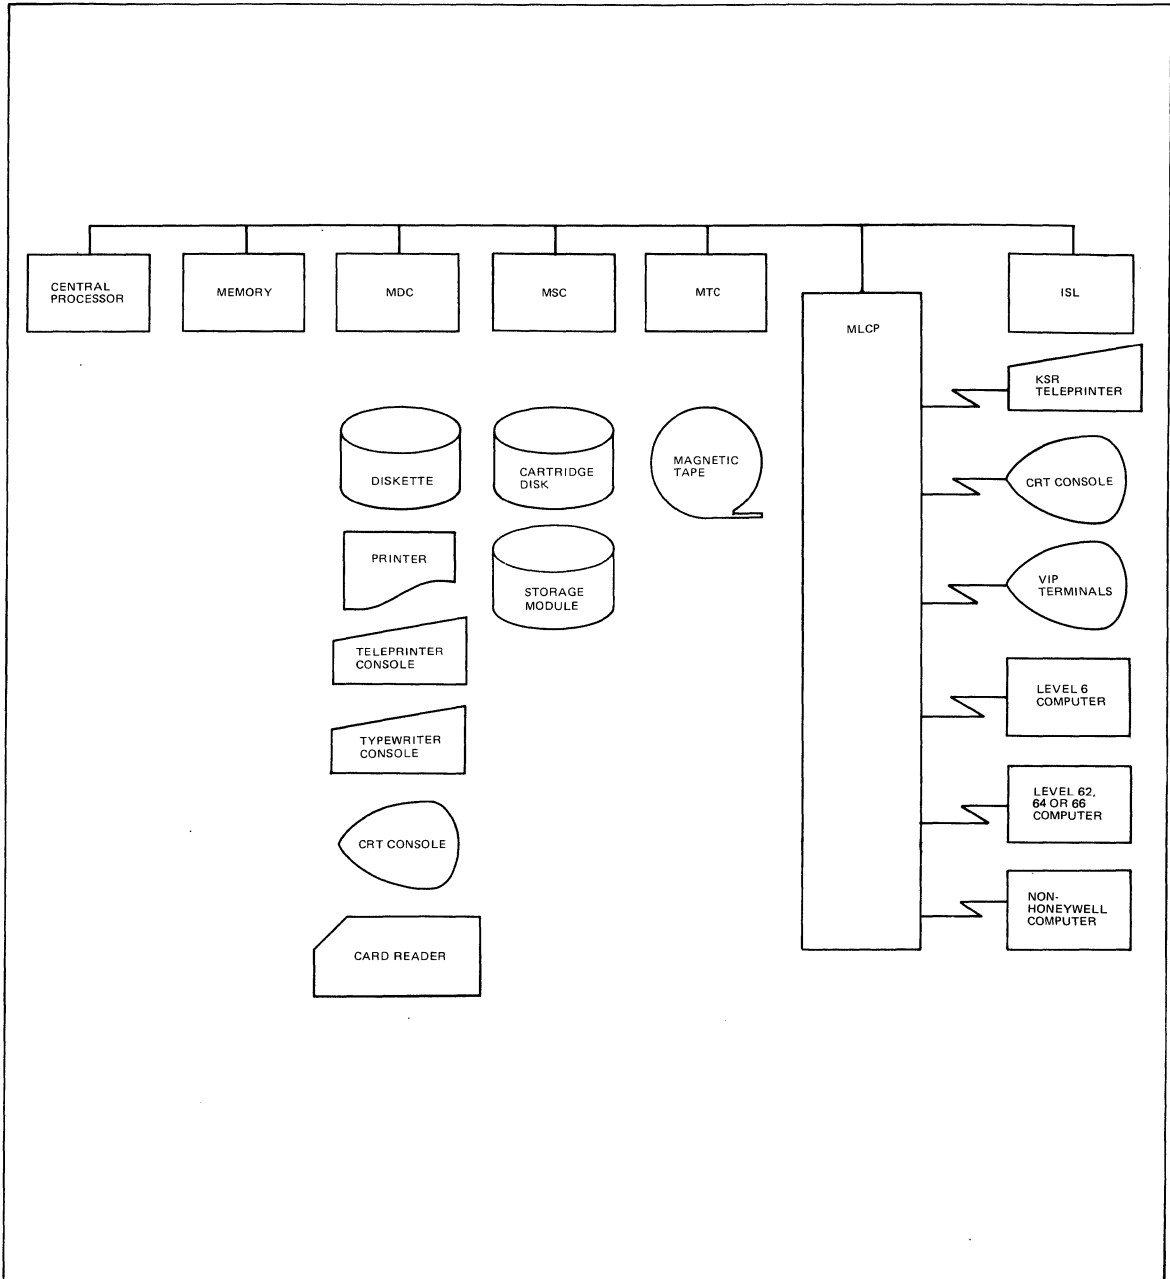 CENTRAL
PROCESSOR
MEMORY
MDC
MSC
MTC
MLCP
ISL
KSR
TELEPRINTER
DISKETTE
CARTRIDGE
DISK
MAGNETIC
TAPE
CRT CONSOLE
PRINTER
STORAGE
MODULE
VIP
TERMINALS
TELEPRINTER
CONSOLE
LEVEL 6
COMPUTER
TYPEWRITER
CONSOLE
LEVEL 62,
64 OR 66
COMPUTER
CRT CONSOLE
NON-
HONEYWELL
COMPUTER
CARD READER